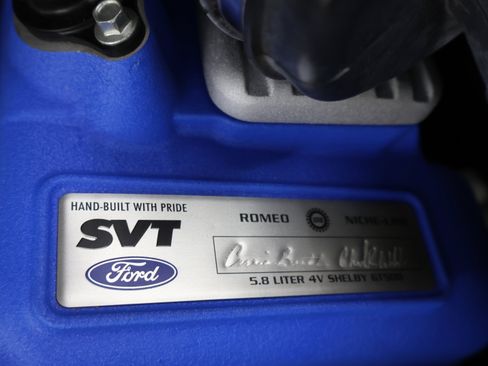 HAND-BUILT WITH PRIDE
SVT
Ford
ROMEO NICHE-LINE
5.8 LITER 4V SHELBY GT500